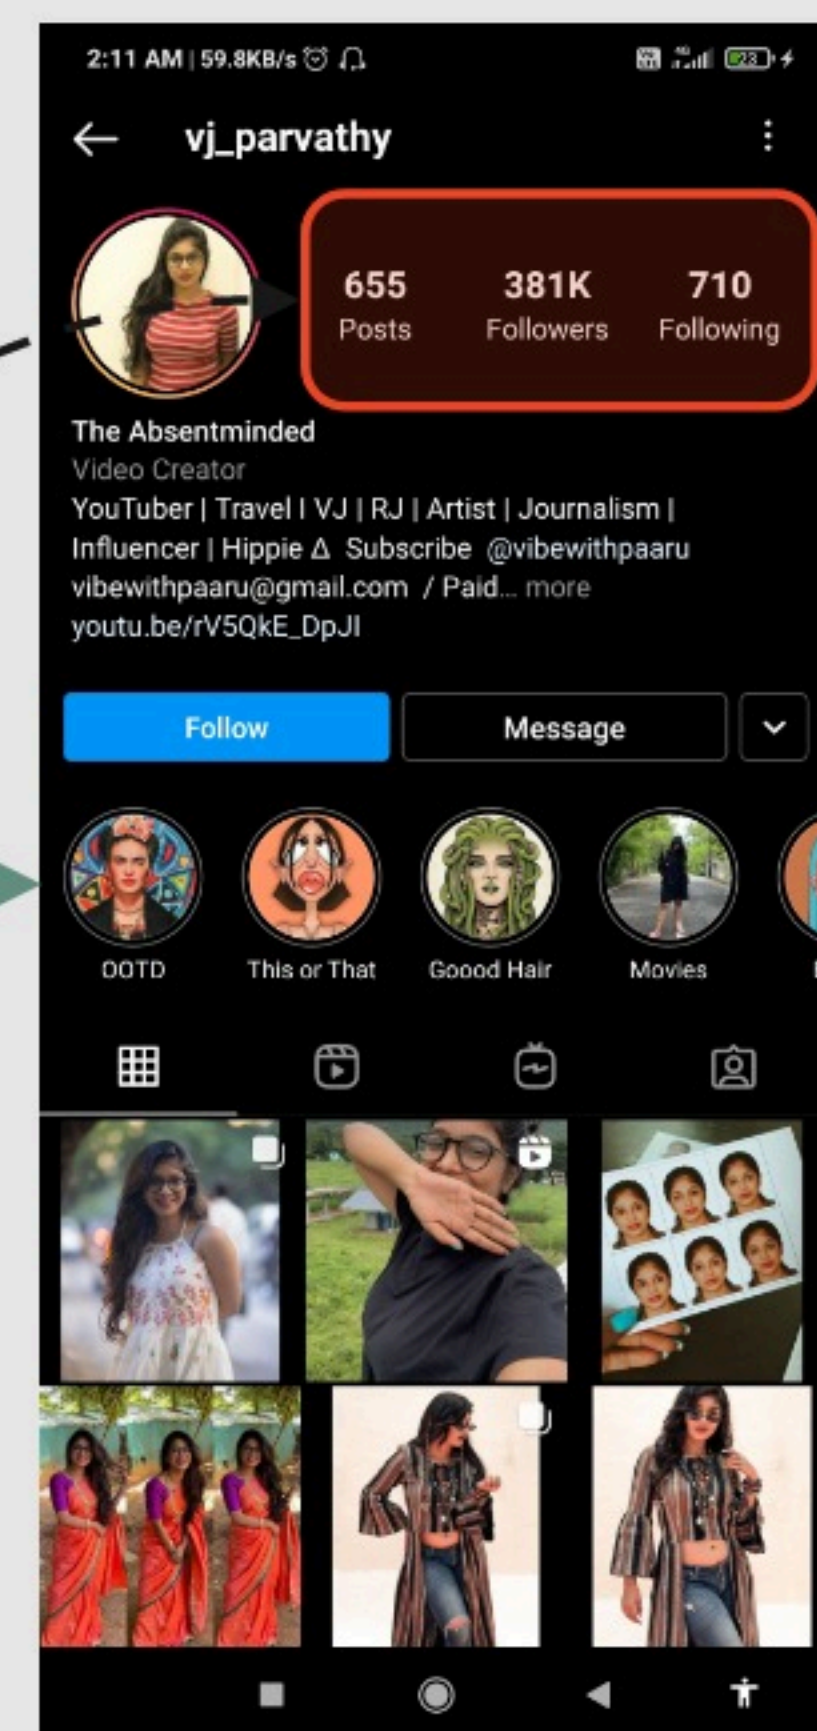 2:11 AM | 59.8KB/s
4G
23
vj_parvathy
655 381K 710
Posts Followers Following
The Absentminded
Video Creator
YouTuber | Travel I VJ | RJ | Artist | Journalism |
Influencer | Hippie Δ Subscribe @vibewithpaaru
vibewithpaaru@gmail.com / Paid... more
youtu.be/rV5QkE_DpJI
Follow Message
OOTD This or That Goood Hair Movies